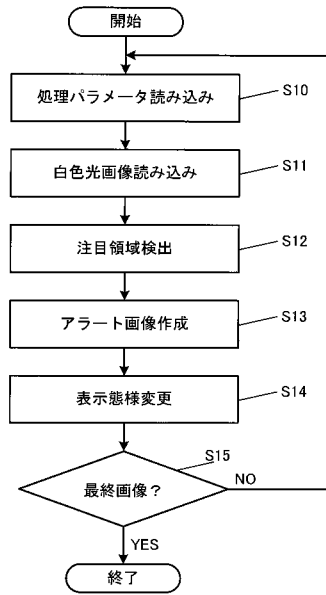 開始
処理パラメータ読み込み
S10
白色光画像読み込み
S11
注目領域検出
S12
アラート画像作成
S13
表示態様変更
S14
最終画像？
S15
NO
YES
終了